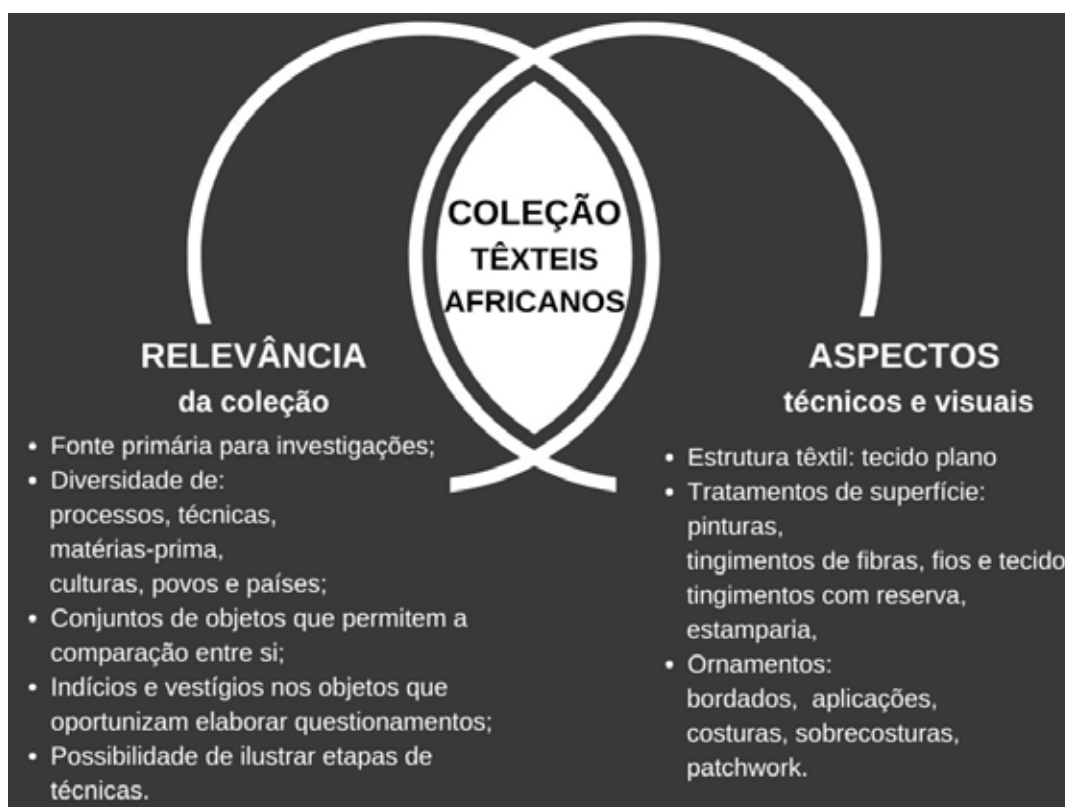 COLEÇÃO
TÊXTEIS
AFRICANOS
RELEVÂNCIA
da coleção
• Fonte primária para investigações;
• Diversidade de:
processos, técnicas,
matérias-prima,
culturas, povos e países;
• Conjuntos de objetos que permitem a
comparação entre si;
• Indícios e vestígios nos objetos que
oportunizam elaborar questionamentos;
• Possibilidade de ilustrar etapas de
técnicas.
ASPECTOS
técnicos e visuais
• Estrutura têxtil: tecido plano
• Tratamentos de superfície:
pinturas,
tingimentos de fibras, fios e tecido
tingimentos com reserva,
estamparia,
• Ornamentos:
bordados, aplicações,
costuras, sobrecosturas,
patchwork.